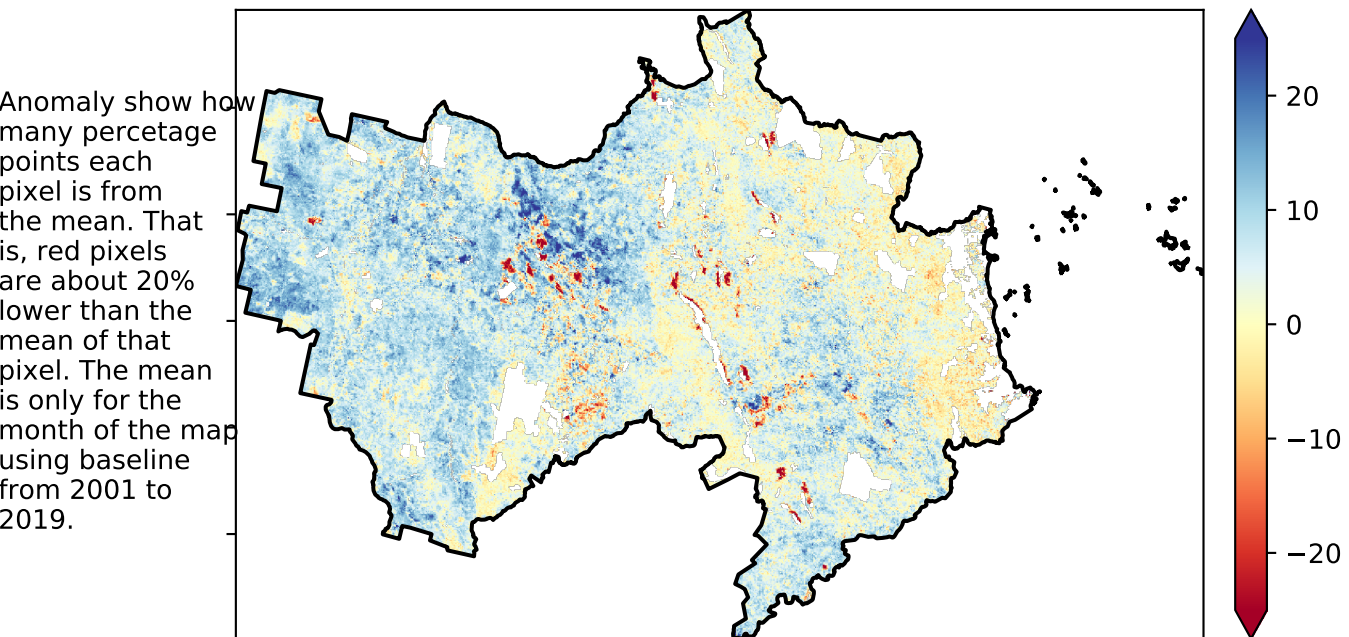 Anomaly show how
many percetage
points each
pixel is from
the mean. That
is, red pixels
are about 20%
lower than the
mean of that
pixel. The mean
is only for the
month of the map
using baseline
from 2001 to
2019.
20
10
0
−10
−20